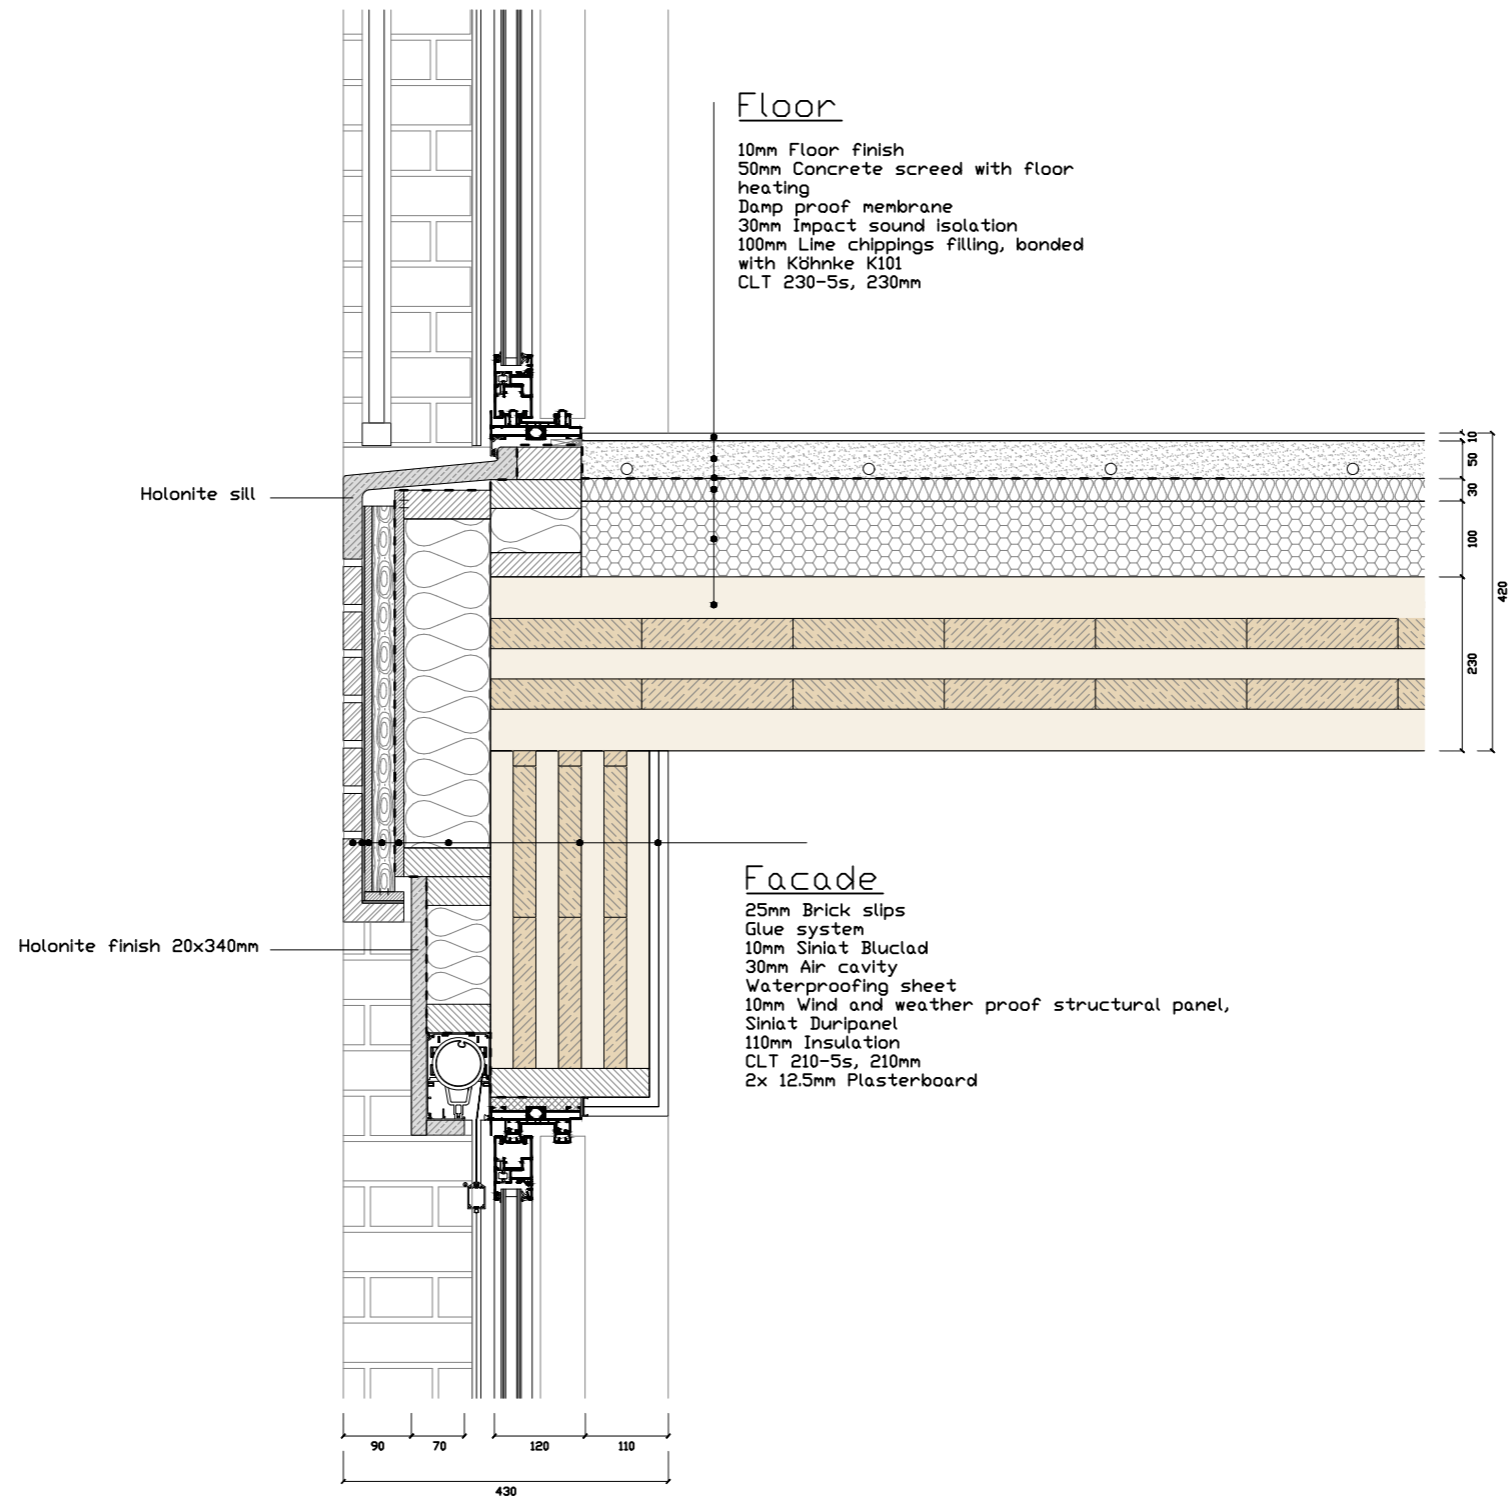 Floor
10mm Floor finish
50mm Concrete screed with floor
heating
Damp proof membrane
30mm Impact sound isolation
100mm Lime chippings filling, bonded
with Köhnke K101
CLT 230-5s, 230mm
10
50
30
100
230
420
Holonite sill
Facade
25mm Brick slips
Glue system
10mm Siniat Bluclad
30mm Air cavity
Waterproofing sheet
10mm Wind and weather proof structural panel,
Siniat Duripanel
110mm Insulation
CLT 210-5s, 210mm
2x 12.5mm Plasterboard
Holonite finish 20x340mm
90 70 120 110
430